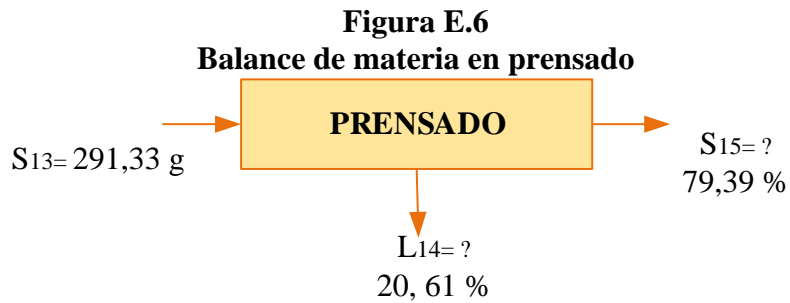 Figura E.6
Balance de materia en prensado
PRENSADO
S13= 291,33 g
S15= ?
79,39 %
L14= ?
20, 61 %